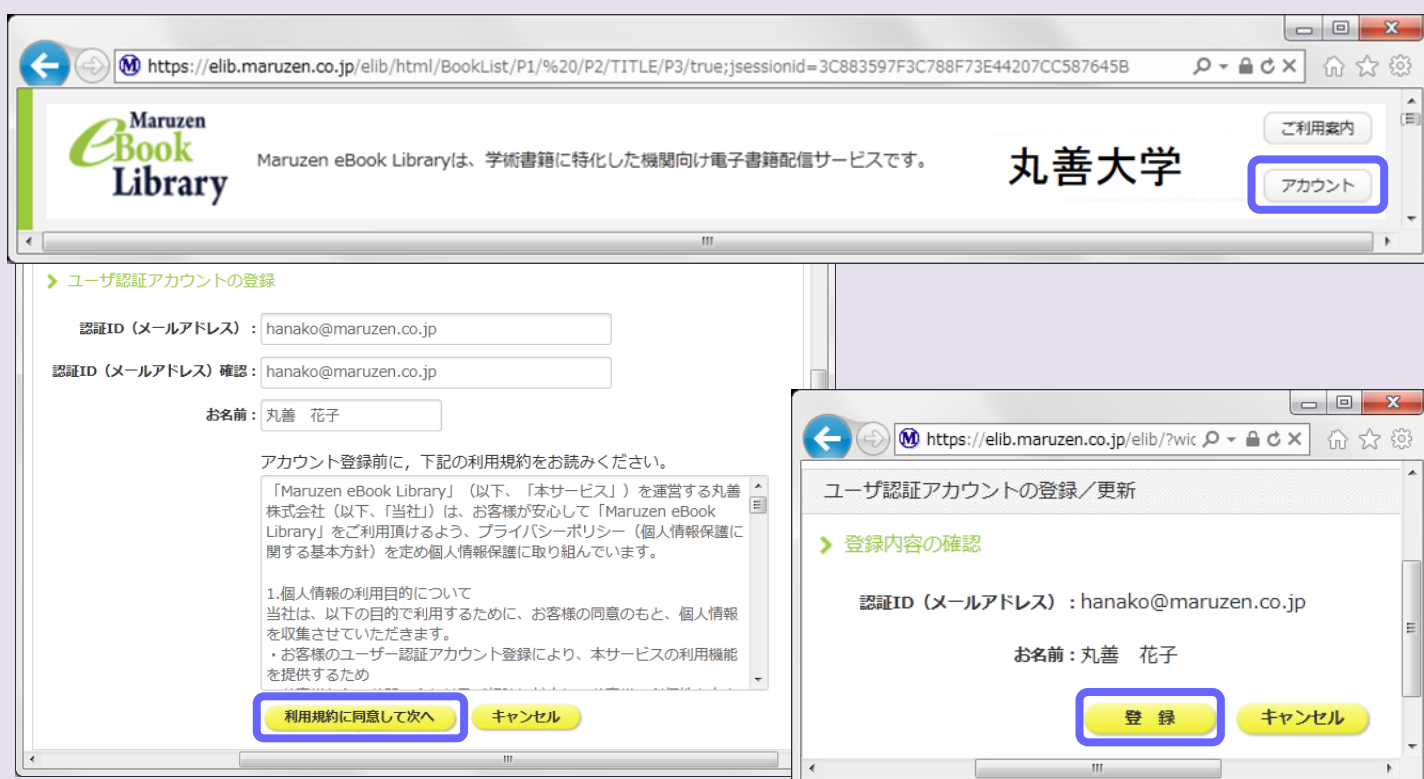 https://elib.maruzen.co.jp/elib/html/BookList/P1/%20/P2/TITLE/P3/true;jsessionid=3C883597F3C788F73E44207CC587645B
Maruzen
eBook
Library
Maruzen eBook Libraryは、学術書籍に特化した機関向け電子書籍配信サービスです。
丸善大学
ご利用案内
アカウント
ユーザ認証アカウントの登録
認証ID（メールアドレス）：hanako@maruzen.co.jp
認証ID（メールアドレス）確認：hanako@maruzen.co.jp
お名前：丸善　花子
アカウント登録前に，下記の利用規約をお読みください。
「Maruzen eBook Library」（以下、「本サービス」）を運営する丸善
株式会社（以下、「当社」）は、お客様が安心して「Maruzen eBook
Library」をご利用頂けるよう、プライバシーポリシー（個人情報保護に
関する基本方針）を定め個人情報保護に取り組んでいます。
1.個人情報の利用目的について
当社は、以下の目的で利用するために、お客様の同意のもと、個人情報
を収集させていただきます。
・お客様のユーザー認証アカウント登録により、本サービスの利用機能
を提供するため
利用規約に同意して次へ
キャンセル
https://elib.maruzen.co.jp/elib/?wic
ユーザ認証アカウントの登録／更新
登録内容の確認
認証ID（メールアドレス）：hanako@maruzen.co.jp
お名前：丸善　花子
登 録
キャンセル